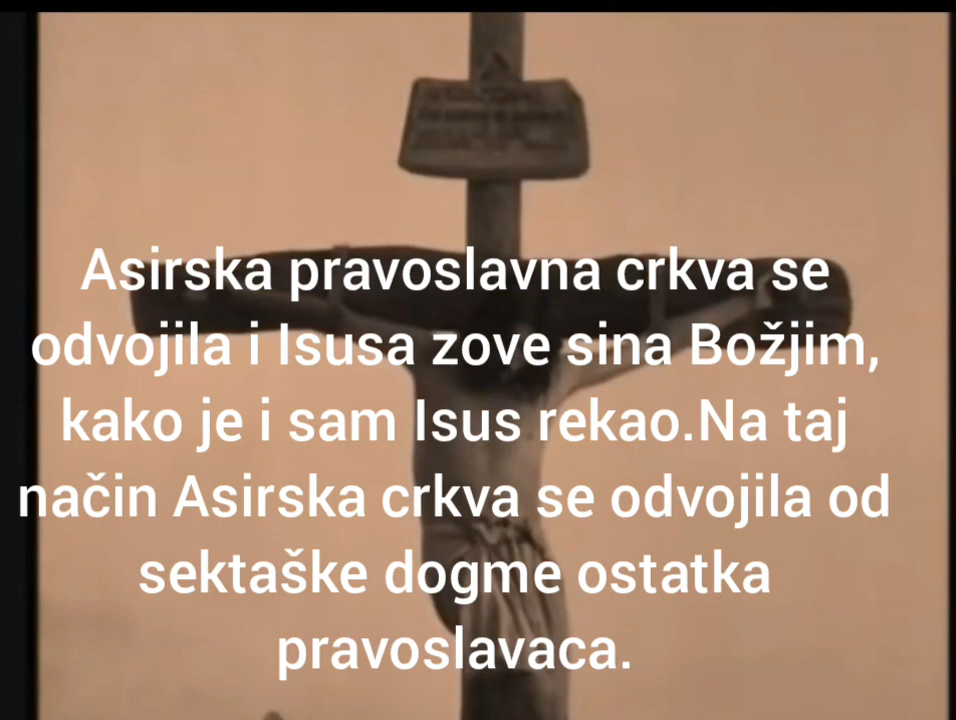 Asirska pravoslavna crkva se
odvojila i Isusa zove sina Božjim,
kako je i sam Isus rekao.Na taj
način Asirska crkva se odvojila od
sektaške dogme ostatka
pravoslavaca.